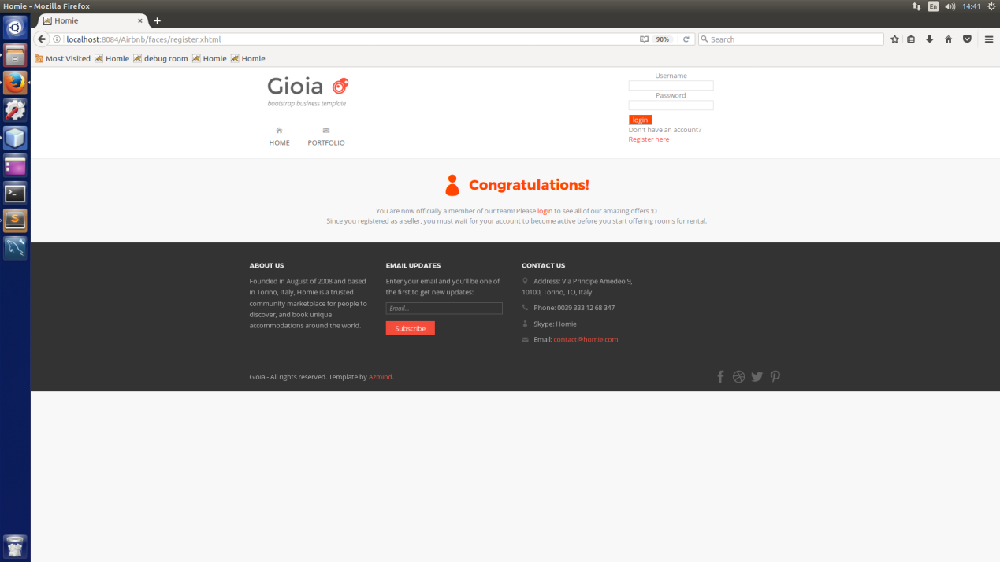 Homie - Mozilla Firefox
En
14:41
Homie
localhost:8084/Airbnb/faces/register.xhtml
90%
Search
Most Visited
Homie
debug room
Homie
Homie
Gioia
bootstrap business template
HOME
PORTFOLIO
Username
Password
login
Don't have an account?
Register here
Congratulations!
You are now officially a member of our team! Please login to see all of our amazing offers :D
Since you registered as a seller, you must wait for your account to become active before you start offering rooms for rental.
ABOUT US
Founded in August of 2008 and based
in Torino, Italy, Homie is a trusted
community marketplace for people to
discover, and book unique
accommodations around the world.
EMAIL UPDATES
Enter your email and you'll be one of
the first to get new updates:
Email...
Subscribe
CONTACT US
Address: Via Principe Amedeo 9,
10100, Torino, TO, Italy
Phone: 0039 333 12 68 347
Skype: Homie
Email: contact@homie.com
Gioia - All rights reserved. Template by Azmind.